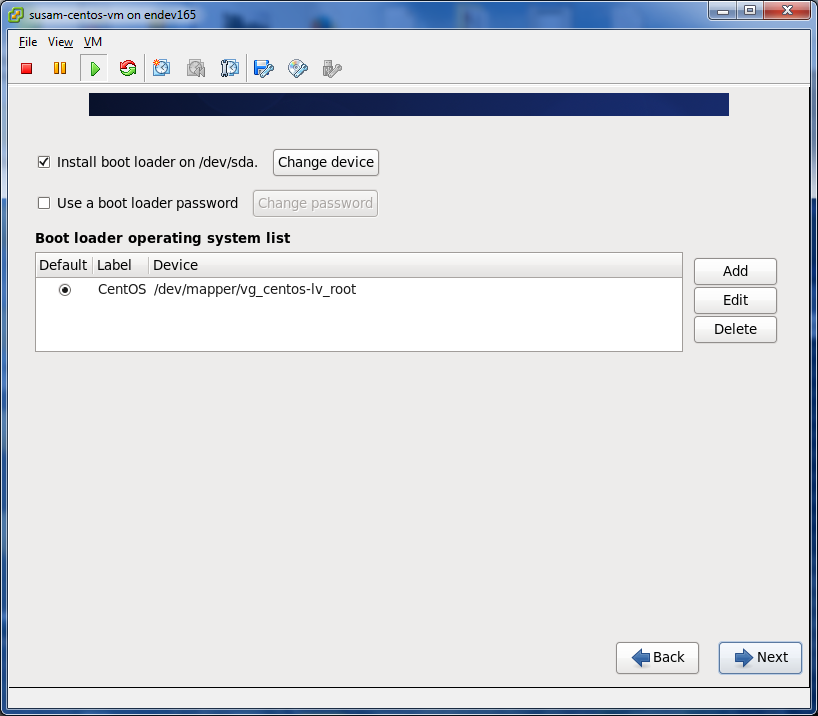 susam-centos-vm on endev165
File View VM
Install boot loader on /dev/sda. Change device
Use a boot loader password Change password
Boot loader operating system list
Default Label Device
CentOS /dev/mapper/vg_centos-lv_root
Add
Edit
Delete
Back Next